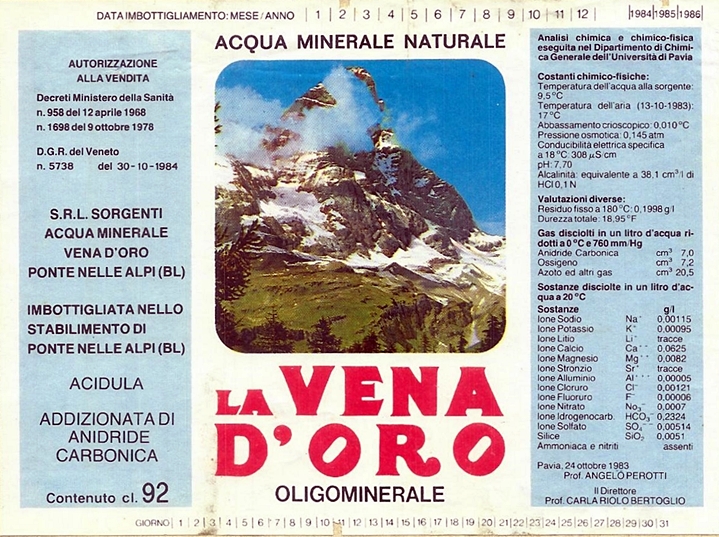 DATA IMBOTTIGLIAMENTO: MESE/ANNO | 1 | 2 | 3 | 4 | 5 | 6 | 7 | 8 | 9 | 10 | 11 | 12 | |1984|1985|1986|
AUTORIZZAZIONE
ALLA VENDITA
Decreti Ministero della Sanità
n. 958 del 12 aprile 1968
n. 1698 del 9 ottobre 1978
D.G.R. del Veneto
n. 5738 del 30-10-1984
S.R.L. SORGENTI
ACQUA MINERALE
VENA D'ORO
PONTE NELLE ALPI (BL)
IMBOTTIGLIATA NELLO
STABILIMENTO DI
PONTE NELLE ALPI (BL)
ACIDULA
ADDIZIONATA DI
ANIDRIDE
CARBONICA
Contenuto cl. 92
ACQUA MINERALE NATURALE
LA VENA
D'ORO
OLIGOMINERALE
Analisi chimica e chimico-fisica
eseguita nel Dipartimento di Chimi-
ca Generale dell'Università di Pavia
Costanti chimico-fisiche:
Temperatura dell'acqua alla sorgente:
9,5°C
Temperatura dell'aria (13-10-1983):
17°C
Abbassamento crioscopico: 0,010°C
Pressione osmotica: 0,145 atm
Conducibilità elettrica specifica
a 18°C: 308 µS/cm
pH: 7,70
Alcalinità: equivalente a 38,1 cm³/l di
HCl 0,1 N
Valutazioni diverse:
Residuo fisso a 180°C: 0,1998 g/l
Durezza totale: 18,95°F
Gas disciolti in un litro d'acqua ri-
dotti a 0°C e 760 mm/Hg
Anidride Carbonica cm³ 7,0
Ossigeno cm³ 7,2
Azoto ed altri gas cm³ 20,5
Sostanze disciolte in un litro d'ac-
qua a 20°C
Sostanze g/l
Ione Sodio Na⁺ 0,00115
Ione Potassio K⁺ 0,00095
Ione Litio Li⁺ tracce
Ione Calcio Ca⁺⁺ 0,0625
Ione Magnesio Mg⁺⁺ 0,0082
Ione Stronzio Sr⁺ tracce
Ione Alluminio Al⁺⁺⁺ 0,00005
Ione Cloruro Cl⁻ 0,00121
Ione Fluoruro F⁻ 0,00006
Ione Nitrato No₃⁻ 0,0007
Ione Idrogenocarb. HCO₃⁻ 0,2324
Ione Solfato SO₄⁻⁻ 0,00514
Silice SiO₂ 0,0051
Ammoniaca e nitriti assenti
Pavia, 24 ottobre 1983
Prof. ANGELO PEROTTI
Il Direttore
Prof. CARLA RIOLO BERTOGLIO
GIORNO | 1 | 2 | 3 | 4 | 5 | 6 | 7 | 8 | 9 | 10 | 11 | 12 | 13 | 14 | 15 | 16 | 17 | 18 | 19 | 20 | 21 | 22 | 23 | 24 | 25 | 26 | 27 | 28 | 29 | 30 | 31